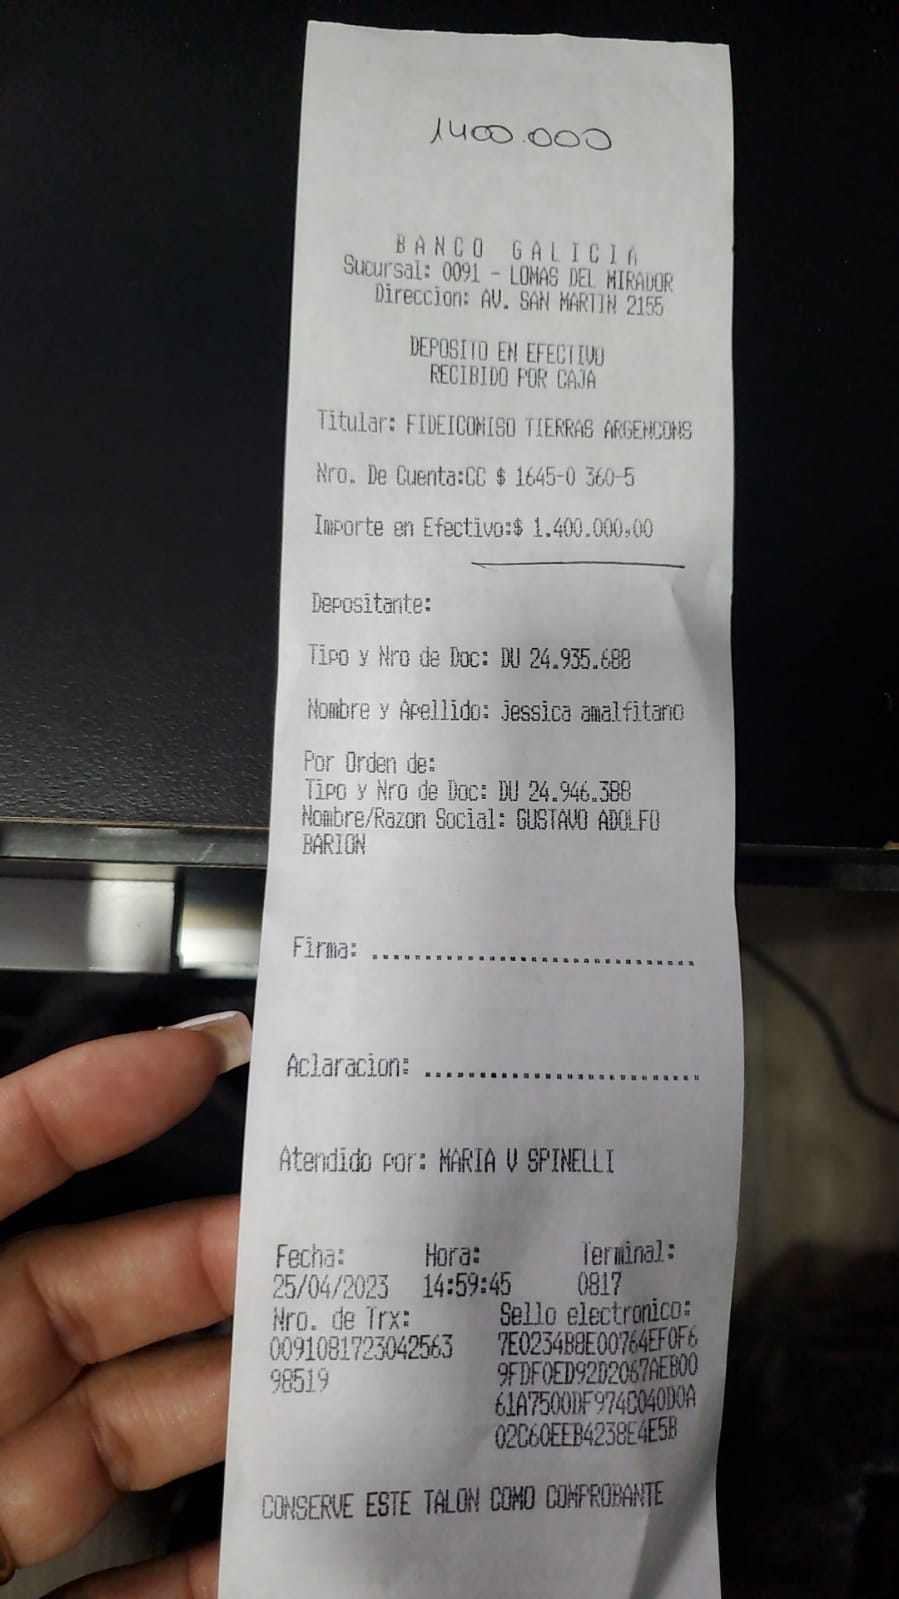 1400.000
BANCO GALICIA
Sucursal: 0091 - LOMAS DEL MIRADOR
Direccion: AV. SAN MARTIN 2155
DEPOSITO EN EFECTIVO
RECIBIDO POR CAJA
Titular: FIDEICOMISO TIERRAS ARGENCONS
Nro. De Cuenta:CC $ 1645-0 360-5
Importe en Efectivo:$ 1.400.000,00
Depositante:
Tipo y Nro de Doc: DU 24.935.688
Nombre y Apellido: jessica amalfitano
Por Orden de:
Tipo y Nro de Doc: DU 24.946.388
Nombre/Razon Social: GUSTAVO ADOLFO
BARION
Firma: ................................
Aclaracion: ............................
Atendido por: MARIA V SPINELLI
Fecha: Hora: Terminal:
25/04/2023 14:59:45 0817
Nro. de Trx: Sello electronico:
0091081723042563 7E0234B8E00764EF0F6
98519 9FDF0ED92D2067AEB00
61A7500DF974C040D0A
02C60EEB4238E4E5B
CONSERVE ESTE TALON COMO COMPROBANTE